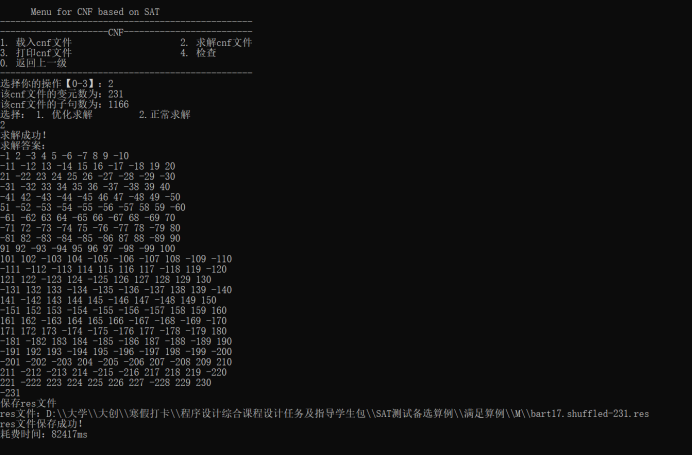 Menu for CNF based on SAT
-------------------------------------------------
---------------------CNF-------------------------
1. 载入cnf文件 2. 求解cnf文件
3. 打印cnf文件 4. 检查
0. 返回上一级
-------------------------------------------------
选择你的操作【0-3】: 2
该cnf文件的变元数为: 231
该cnf文件的子句数为: 1166
选择: 1. 优化求解 2.正常求解
2
求解成功!
求解答案:
-1 2 -3 4 5 -6 -7 8 9 -10
-11 -12 13 -14 15 16 -17 -18 19 20
21 -22 23 24 25 26 -27 -28 -29 -30
-31 -32 33 34 35 36 -37 -38 39 40
-41 42 -43 -44 -45 46 47 -48 49 -50
51 -52 -53 -54 -55 -56 -57 58 59 -60
-61 -62 63 64 -65 66 -67 68 -69 70
-71 72 -73 -74 75 -76 -77 78 -79 80
-81 82 -83 -84 -85 -86 87 88 -89 90
91 92 -93 -94 95 96 97 -98 -99 100
101 102 -103 104 -105 -106 -107 108 -109 -110
-111 -112 -113 114 115 116 117 -118 119 -120
121 122 -123 124 -125 126 127 128 129 130
-131 132 133 -134 -135 -136 -137 -138 139 -140
141 -142 143 144 145 -146 147 -148 149 150
-151 152 153 -154 -155 -156 -157 158 159 160
161 162 -163 164 165 166 -167 -168 -169 -170
171 172 173 -174 -175 -176 177 -178 -179 180
-181 -182 183 184 -185 -186 187 -188 -189 190
-191 192 193 -194 195 -196 -197 198 -199 -200
-201 -202 -203 204 -205 -206 207 -208 209 210
211 -212 -213 214 -215 -216 217 218 219 -220
221 -222 223 224 225 226 227 -228 229 230
-231
保存res文件
res文件: D:\\大学\\大创\\寒假打卡\\程序设计综合课程设计任务及指导学生包\\SAT测试备选算例\\满足算例\\M\\bart17.shuffled-231.res
res文件保存成功!
耗费时间: 82417ms